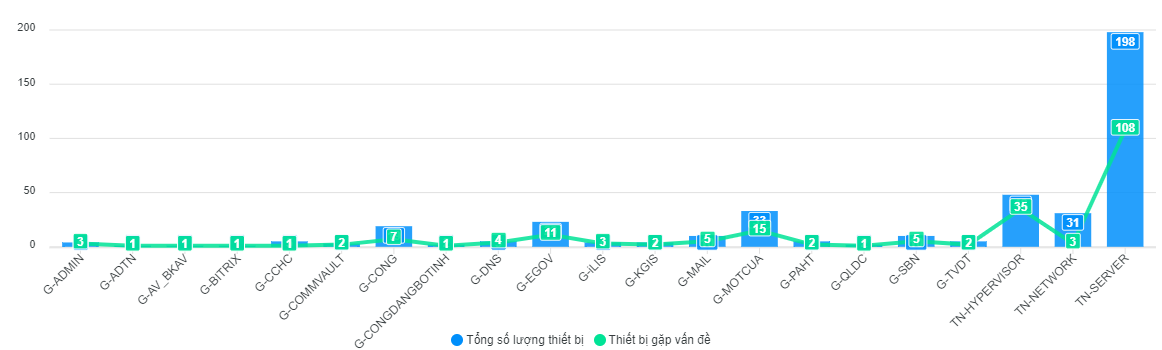 200
150
100
50
0
3
1
1
1
1
2
7
1
4
11
3
2
5
33
15
2
1
5
2
35
31
3
198
108
G-ADMIN
G-ADTN
G-AV_BKAV
G-BITRIX
G-CCHC
G-COMMVAULT
G-CONG
G-CONGDANGBOTINH
G-DNS
G-EGOV
G-ILIS
G-KGIS
G-MAIL
G-MOTCUA
G-PAHT
G-QLDC
G-SBN
G-TVDT
TN-HYPERVISOR
TN-NETWORK
TN-SERVER
Tổng số lượng thiết bị
Thiết bị gặp vấn đề